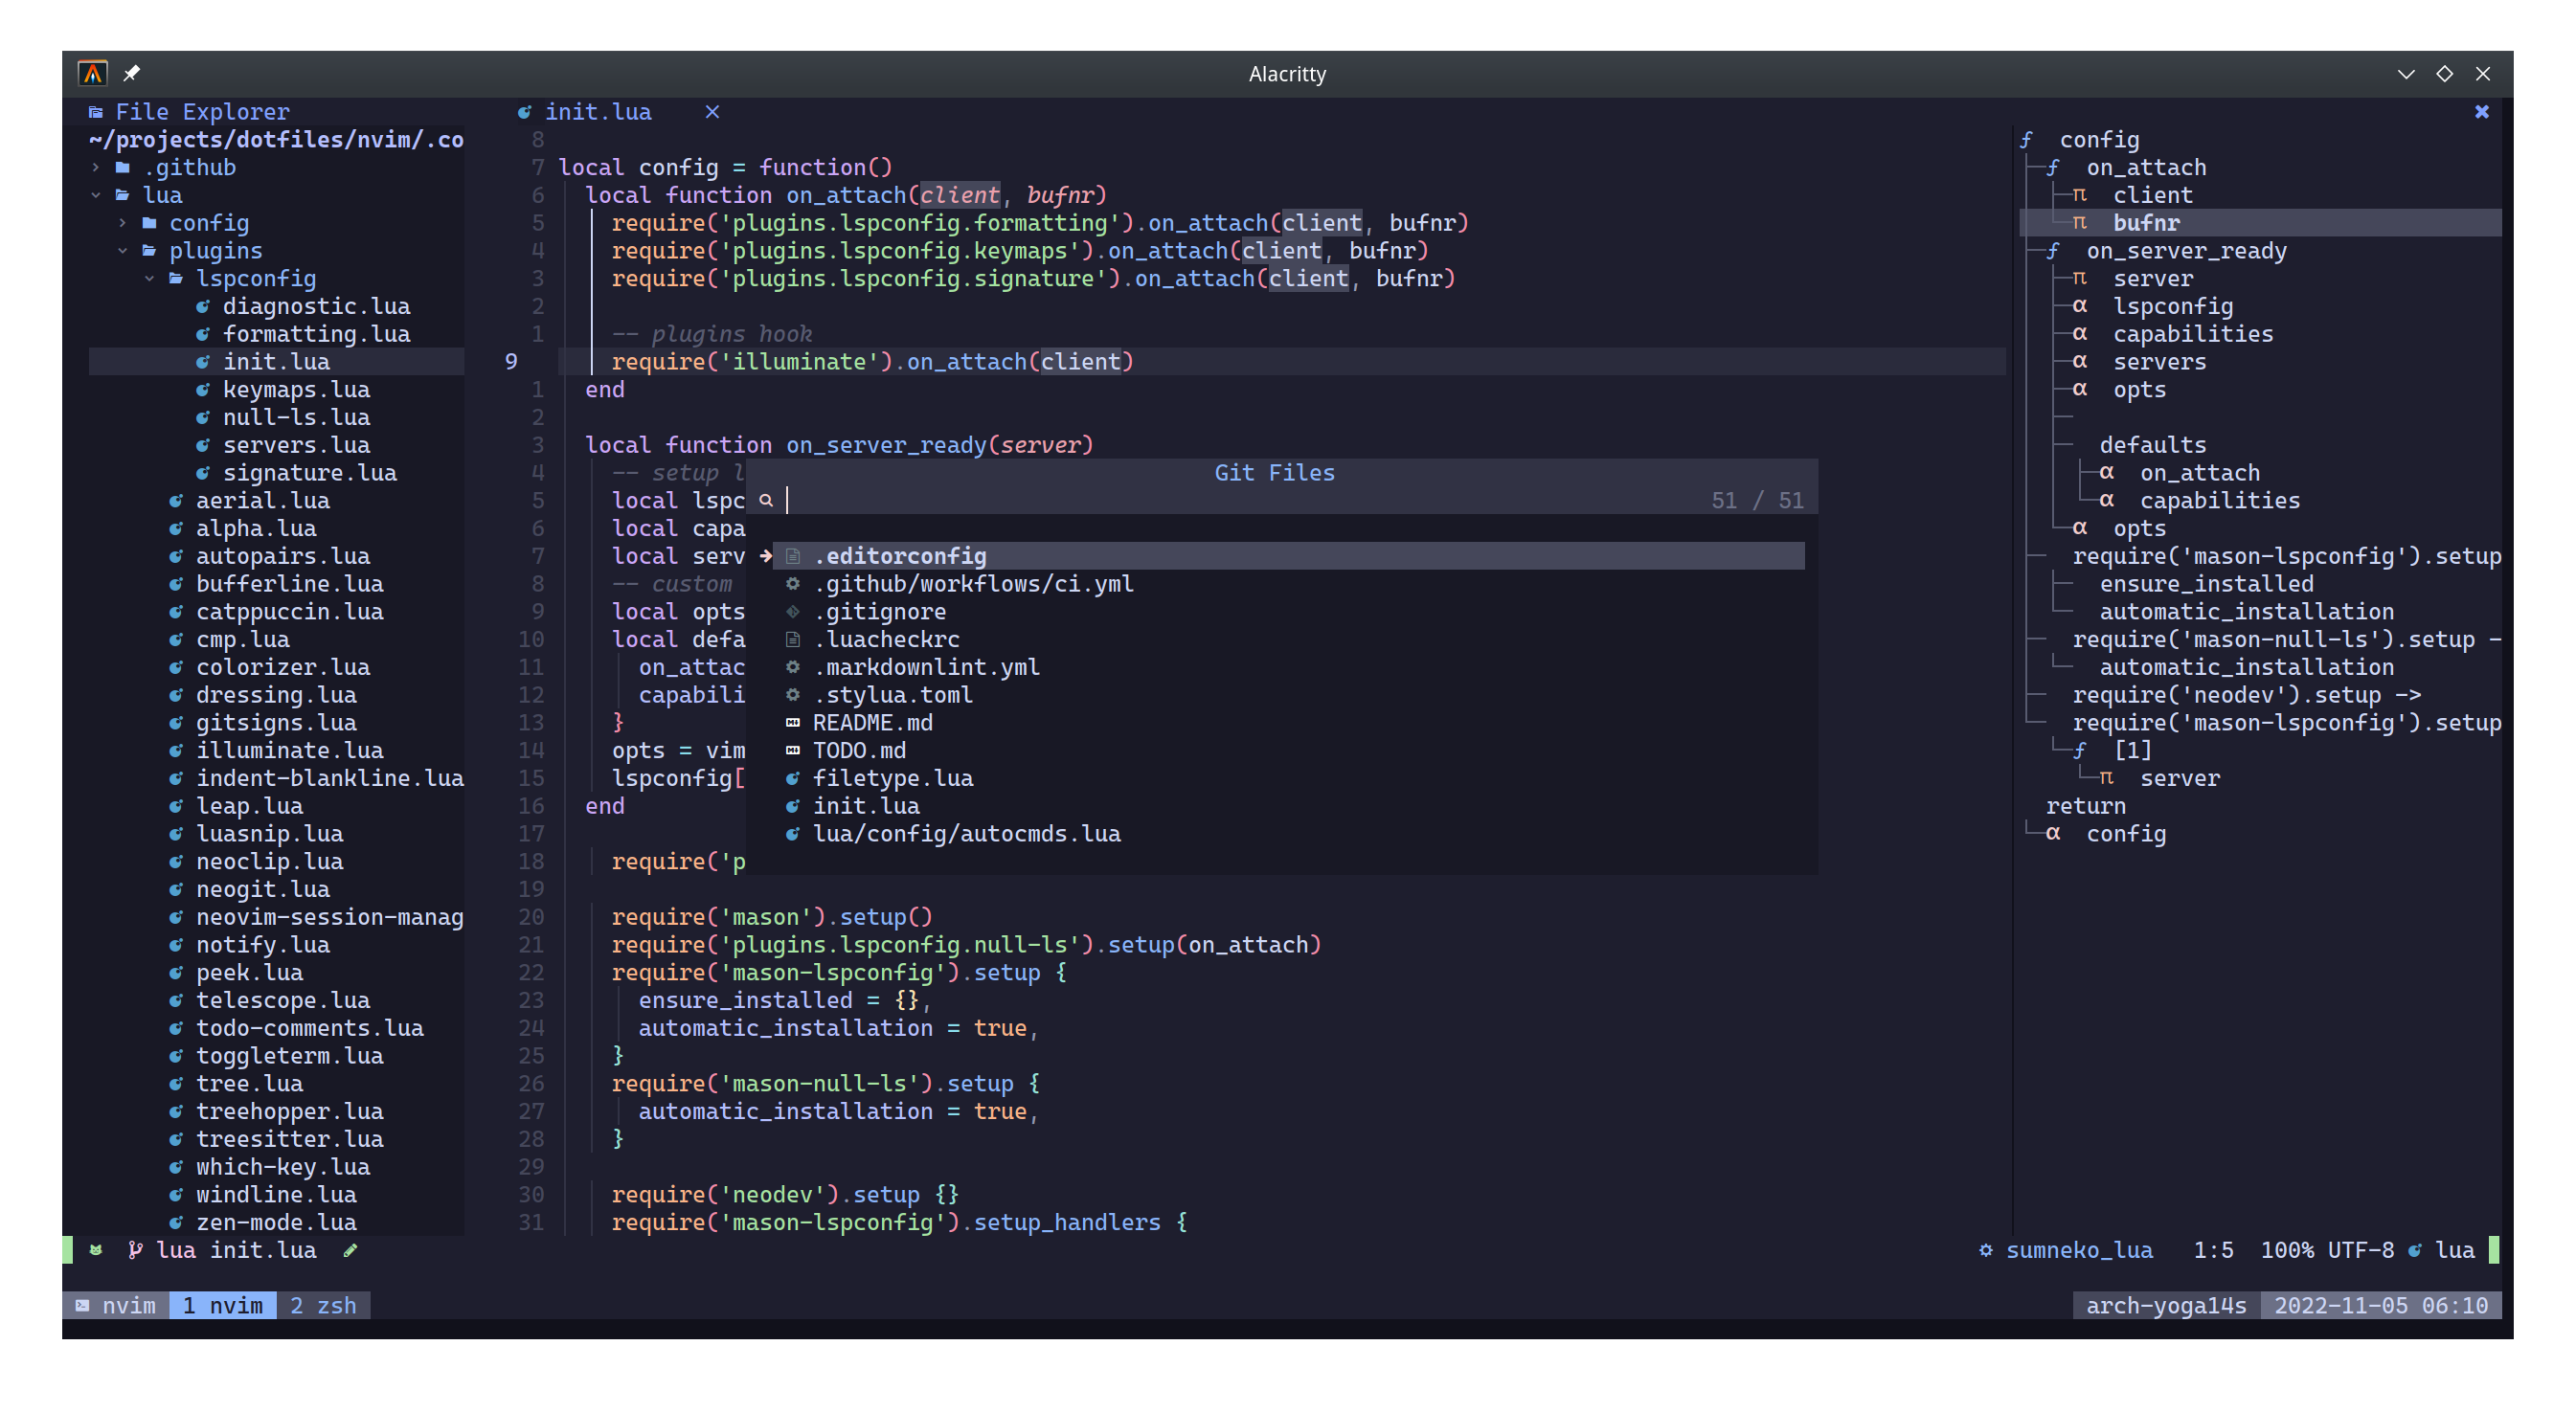 Alacritty
File Explorer
~/projects/dotfiles/nvim/.co
.github
lua
config
plugins
lspconfig
diagnostic.lua
formatting.lua
init.lua
keymaps.lua
null-ls.lua
servers.lua
signature.lua
aerial.lua
alpha.lua
autopairs.lua
bufferline.lua
catppuccin.lua
cmp.lua
colorizer.lua
dressing.lua
gitsigns.lua
illuminate.lua
indent-blankline.lua
leap.lua
luasnip.lua
neoclip.lua
neogit.lua
neovim-session-manag
notify.lua
peek.lua
telescope.lua
todo-comments.lua
toggleterm.lua
tree.lua
treehopper.lua
treesitter.lua
which-key.lua
windline.lua
zen-mode.lua
init.lua
8
7 local config = function()
6 local function on_attach(client, bufnr)
5 require('plugins.lspconfig.formatting').on_attach(client, bufnr)
4 require('plugins.lspconfig.keymaps').on_attach(client, bufnr)
3 require('plugins.lspconfig.signature').on_attach(client, bufnr)
2
1 -- plugins hook
9 require('illuminate').on_attach(client)
1 end
2
3 local function on_server_ready(server)
4 -- setup l
5 local lspc
6 local capa
7 local serv
8 -- custom
9 local opts
10 local defa
11 on_attac
12 capabili
13 }
14 opts = vim
15 lspconfig[
16 end
17
18 require('p
19
20 require('mason').setup()
21 require('plugins.lspconfig.null-ls').setup(on_attach)
22 require('mason-lspconfig').setup {
23 ensure_installed = {},
24 automatic_installation = true,
25 }
26 require('mason-null-ls').setup {
27 automatic_installation = true,
28 }
29
30 require('neodev').setup {}
31 require('mason-lspconfig').setup_handlers {
Git Files
51 / 51
.editorconfig
.github/workflows/ci.yml
.gitignore
.luacheckrc
.markdownlint.yml
.stylua.toml
README.md
TODO.md
filetype.lua
init.lua
lua/config/autocmds.lua
ƒ config
ƒ on_attach
π client
π bufnr
ƒ on_server_ready
π server
α lspconfig
α capabilities
α servers
α opts
defaults
α on_attach
α capabilities
α opts
require('mason-lspconfig').setup
ensure_installed
automatic_installation
require('mason-null-ls').setup -
automatic_installation
require('neodev').setup ->
require('mason-lspconfig').setup
ƒ [1]
π server
return
α config
lua init.lua
sumneko_lua 1:5 100% UTF-8 lua
nvim 1 nvim 2 zsh
arch-yoga14s 2022-11-05 06:10